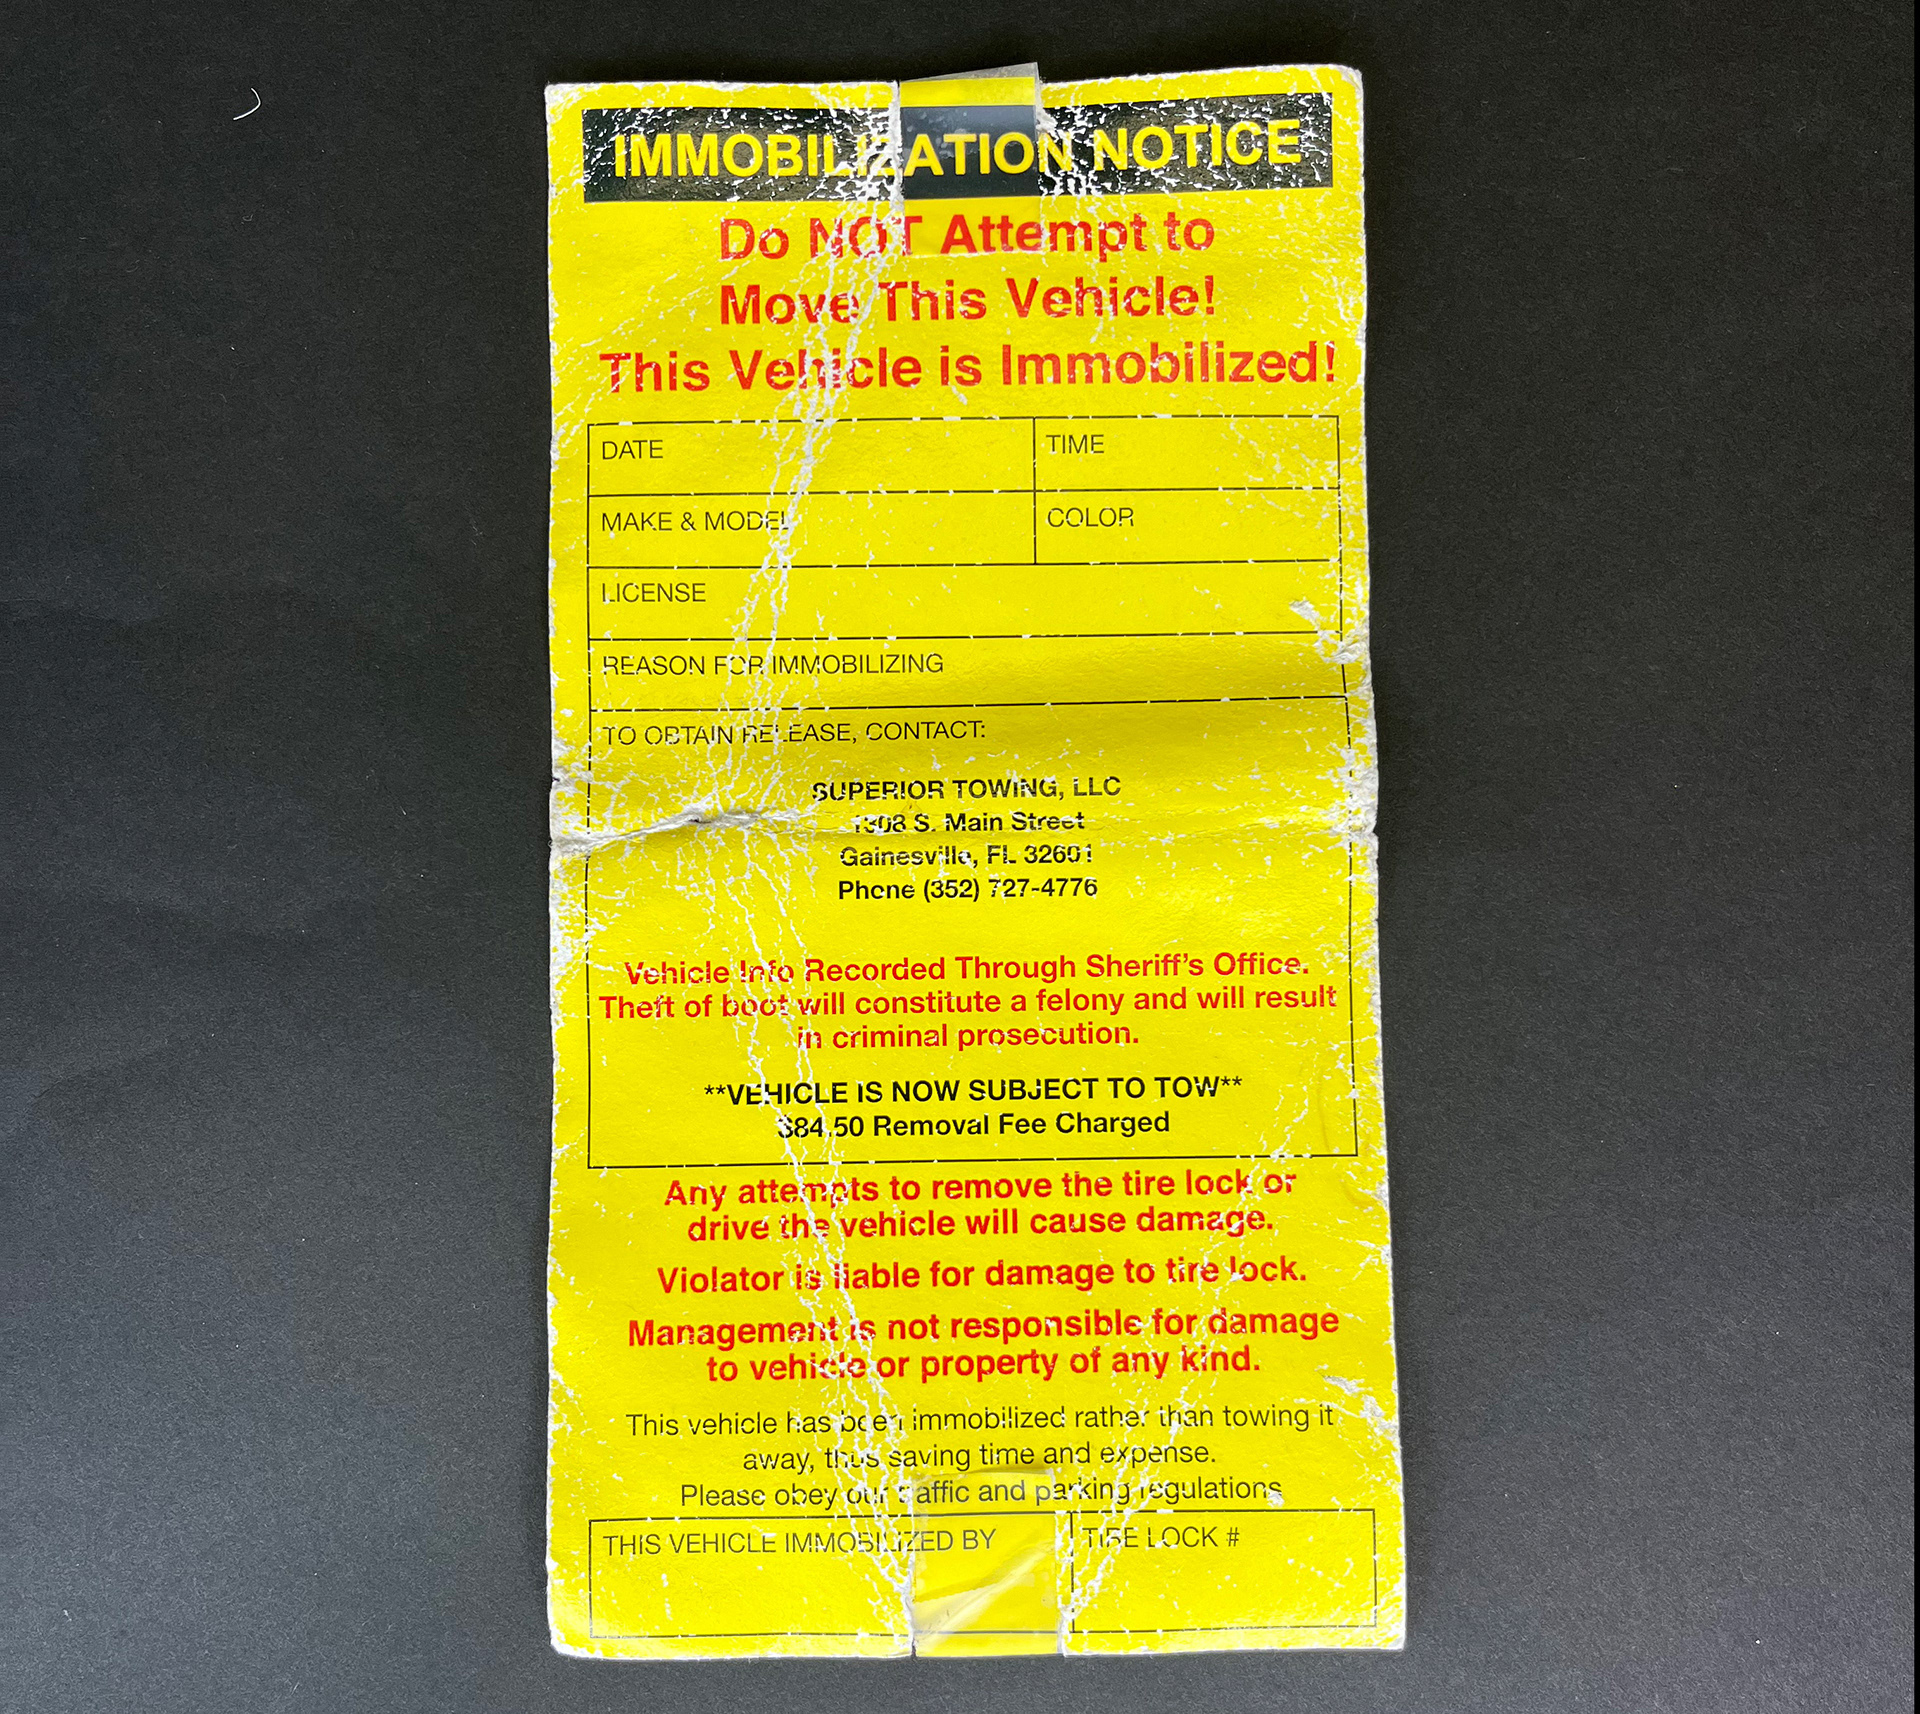 IMMOBILIZATION NOTICE
Do NOT Attempt to
Move This Vehicle!
This Vehicle is Immobilized!
DATE
TIME
MAKE & MODEL
COLOR
LICENSE
REASON FOR IMMOBILIZING
TO OBTAIN RELEASE, CONTACT:
SUPERIOR TOWING, LLC
1308 S. Main Street
Gainesville, FL 32601
Phone (352) 727-4776
Vehicle Info Recorded Through Sheriff's Office.
Theft of boot will constitute a felony and will result
in criminal prosecution.
**VEHICLE IS NOW SUBJECT TO TOW**
$84.50 Removal Fee Charged
Any attempts to remove the tire lock or
drive the vehicle will cause damage.
Violator is liable for damage to tire lock.
Management is not responsible for damage
to vehicle or property of any kind.
This vehicle has been immobilized rather than towing it
away, thus saving time and expense.
Please obey our traffic and parking regulations
THIS VEHICLE IMMOBILIZED BY
TIRE LOCK #